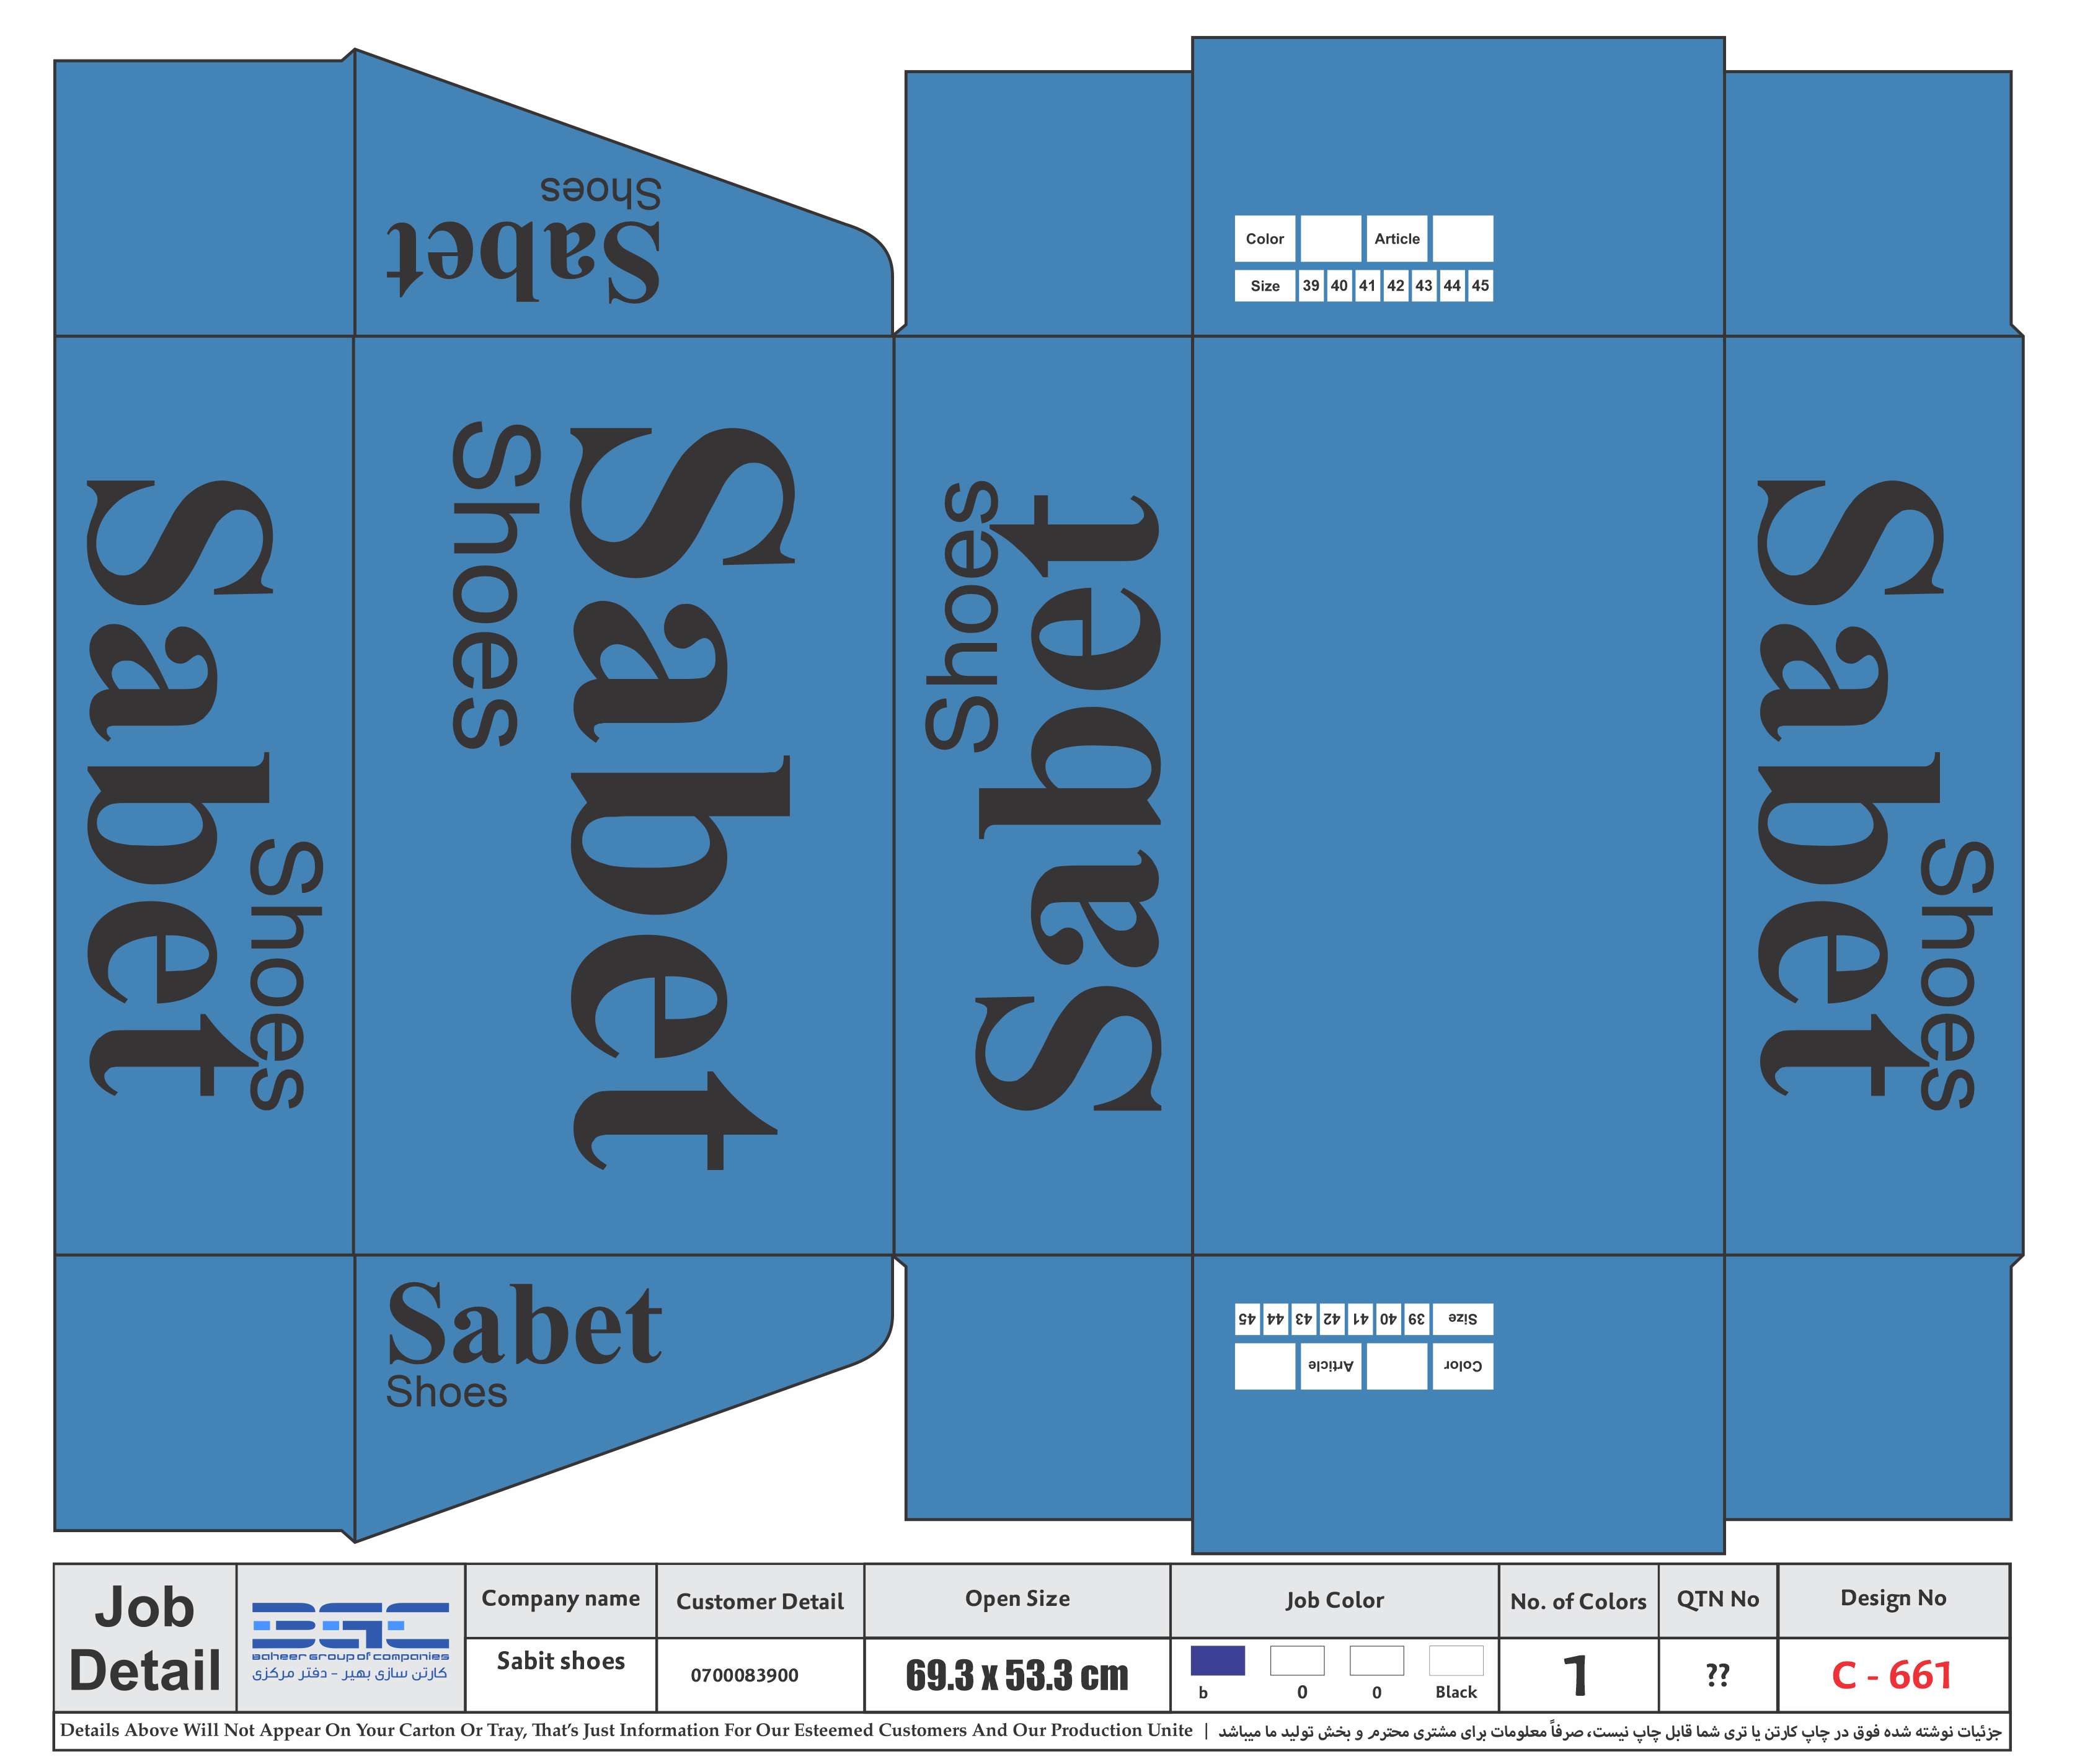 Shoes
Sabet
Color Article
Size 39 40 41 42 43 44 45
Sabet
Shoes
Sabet
Shoes
Shoes
Sabet
Sabet
Shoes
Sabet
Shoes
Size 39 40 41 42 43 44 45
Color Article
Job Detail
BGC
Baheer group of companies
کارتن سازی بهیر - دفتر مرکزی
Company name Customer Detail Open Size Job Color No. of Colors QTN No Design No
Sabit shoes 0700083900 69.3 x 53.3 cm b 0 0 Black 1 ?? C - 661
Details Above Will Not Appear On Your Carton Or Tray, That's Just Information For Our Esteemed Customers And Our Production Unite | جزئیات نوشته شده فوق در چاپ کارتن یا تری شما قابل چاپ نیست، صرفاً معلومات برای مشتری محترم و بخش تولید ما میباشد